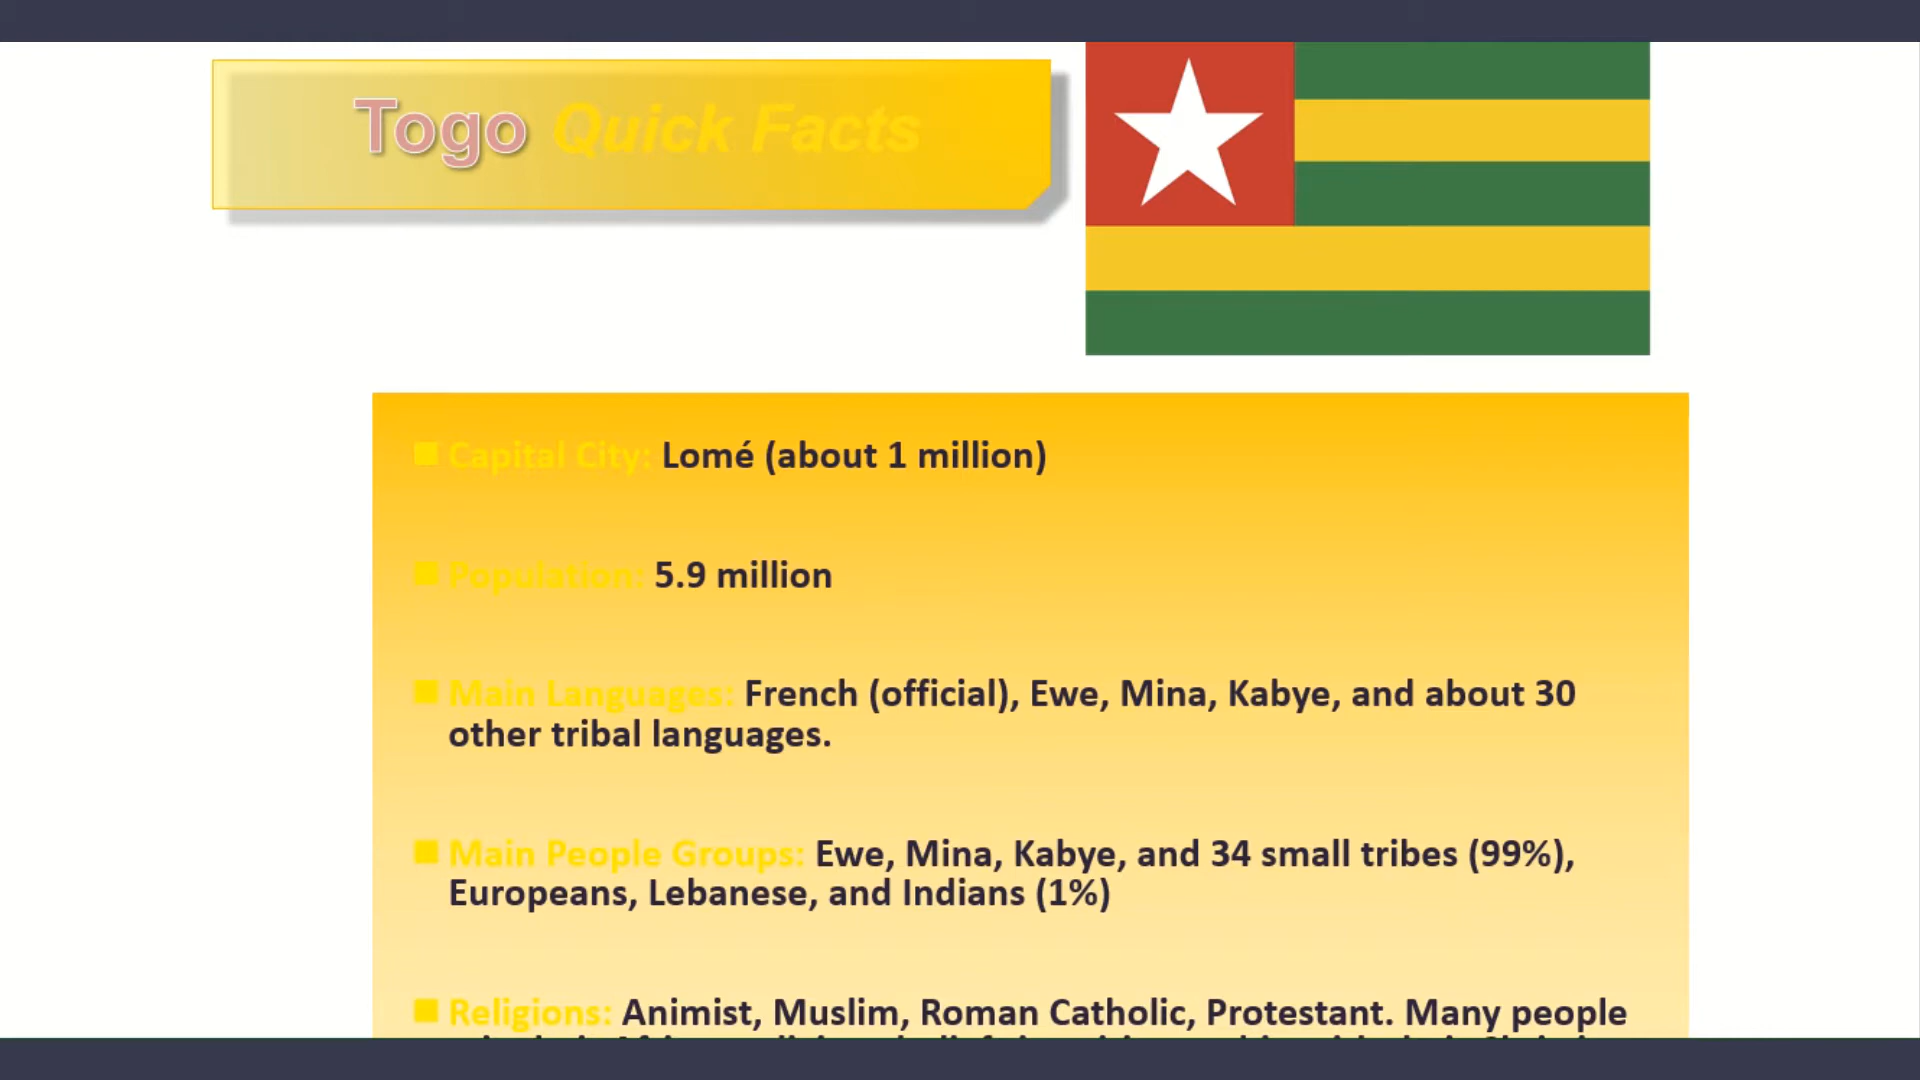 Togo Quick Facts
Capital City: Lomé (about 1 million)
Population: 5.9 million
Main Languages: French (official), Ewe, Mina, Kabye, and about 30
other tribal languages.
Main People Groups: Ewe, Mina, Kabye, and 34 small tribes (99%),
Europeans, Lebanese, and Indians (1%)
Religions: Animist, Muslim, Roman Catholic, Protestant. Many people